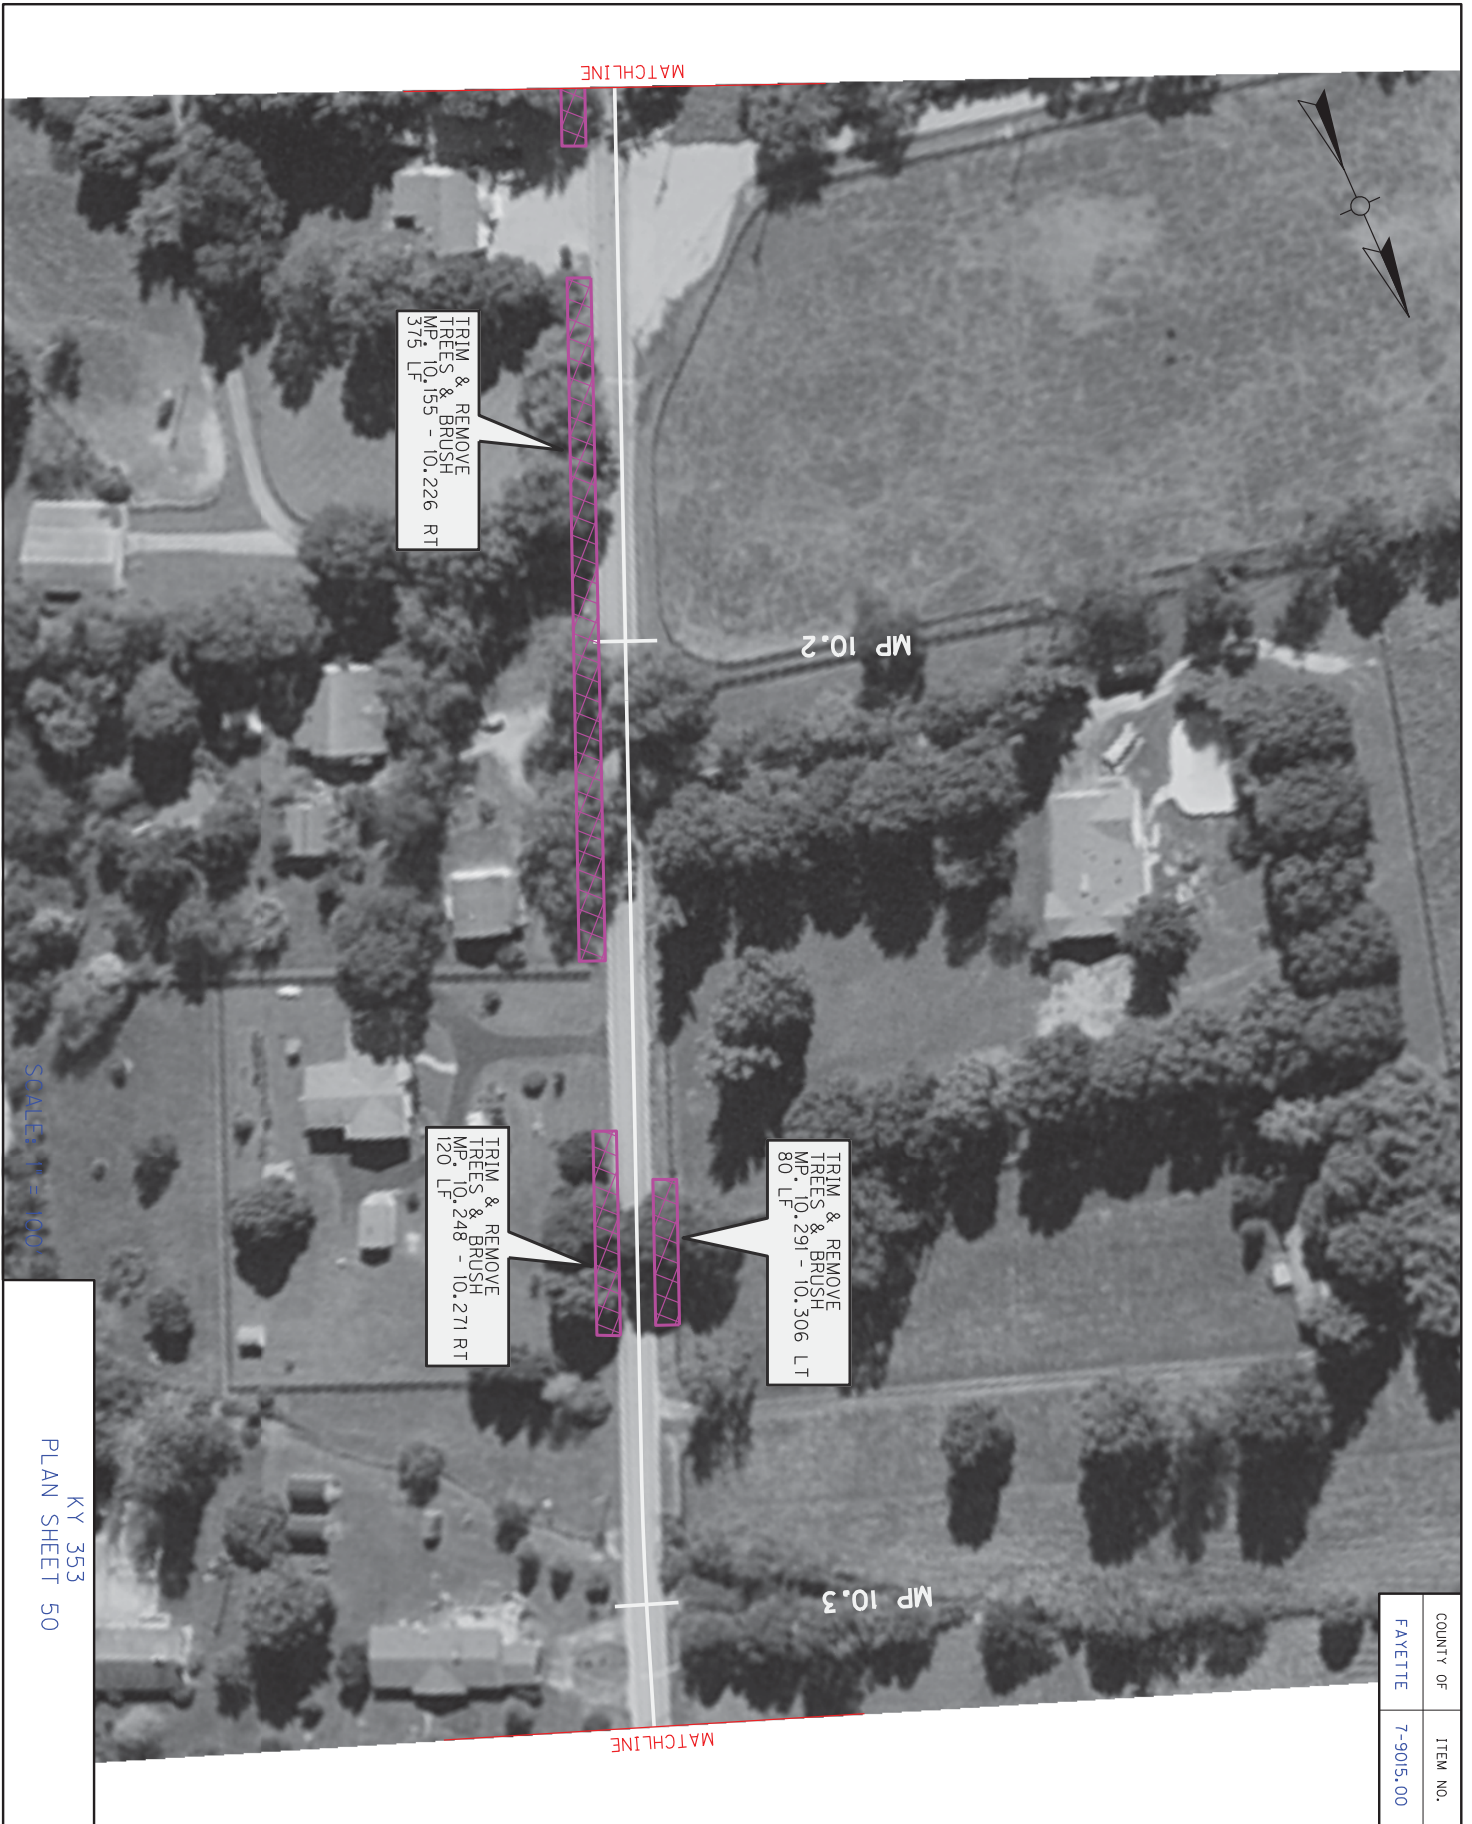 COUNTY OF
ITEM NO.
FAYETTE
7-9015.00
MATCHLINE
TRIM & REMOVE
TREES & BRUSH
MP. 10.155 - 10.226 RT
375 LF
MP 10.2
TRIM & REMOVE
TREES & BRUSH
MP. 10.291 - 10.306 LT
80 LF
TRIM & REMOVE
TREES & BRUSH
MP. 10.248 - 10.271 RT
120 LF
MP 10.3
MATCHLINE
SCALE: 1" = 100'
KY 353
PLAN SHEET 50